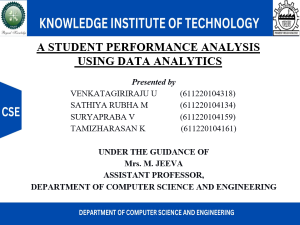 KNOWLEDGE INSTITUTE OF TECHNOLOGY
A STUDENT PERFORMANCE ANALYSIS
USING DATA ANALYTICS
Presented by
VENKATAGIRIRAJU U (611220104318)
SATHIYA RUBHA M (611220104134)
SURYAPRABA V (611220104159)
TAMIZHARASAN K (611220104161)
CSE
UNDER THE GUIDANCE OF
Mrs. M. JEEVA
ASSISTANT PROFESSOR,
DEPARTMENT OF COMPUTER SCIENCE AND ENGINEERING
DEPARTMENT OF COMPUTER SCIENCE AND ENGINEERING